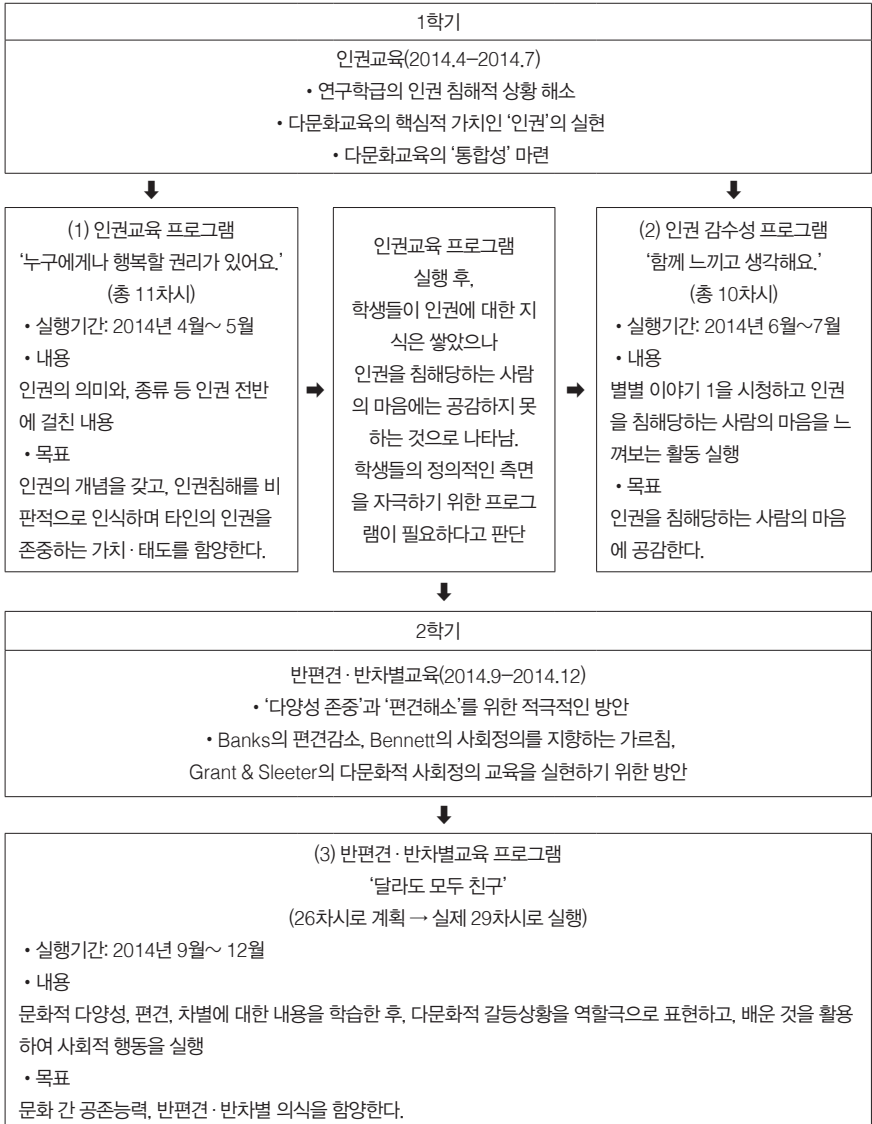 1학기
인권교육(2014.4–2014.7)
• 연구학급의 인권 침해적 상황 해소
• 다문화교육의 핵심적 가치인 ‘인권’의 실현
• 다문화교육의 ‘통합성’ 마련
(1) 인권교육 프로그램
‘누구에게나 행복할 권리가 있어요.’
(총 11차시)
• 실행기간: 2014년 4월～ 5월
• 내용
인권의 의미와, 종류 등 인권 전반
에 걸친 내용
• 목표
인권의 개념을 갖고, 인권침해를 비
판적으로 인식하며 타인의 인권을
존중하는 가치·태도를 함양한다.
인권교육 프로그램
실행 후,
학생들이 인권에 대한 지
식은 쌓았으나
인권을 침해당하는 사람
의 마음에는 공감하지 못
하는 것으로 나타남.
학생들의 정의적인 측면
을 자극하기 위한 프로그
램이 필요하다고 판단
(2) 인권 감수성 프로그램
‘함께 느끼고 생각해요.’
(총 10차시)
• 실행기간: 2014년 6월～7월
• 내용
별별 이야기 1을 시청하고 인권
을 침해당하는 사람의 마음을 느
껴보는 활동 실행
• 목표
인권을 침해당하는 사람의 마음
에 공감한다.
2학기
반편견·반차별교육(2014.9–2014.12)
• ‘다양성 존중’과 ‘편견해소’를 위한 적극적인 방안
• Banks의 편견감소, Bennett의 사회정의를 지향하는 가르침,
Grant & Sleeter의 다문화적 사회정의 교육을 실현하기 위한 방안
(3) 반편견·반차별교육 프로그램
‘달라도 모두 친구’
(26차시로 계획 → 실제 29차시로 실행)
• 실행기간: 2014년 9월～ 12월
• 내용
문화적 다양성, 편견, 차별에 대한 내용을 학습한 후, 다문화적 갈등상황을 역할극으로 표현하고, 배운 것을 활용
하여 사회적 행동을 실행
• 목표
문화 간 공존능력, 반편견·반차별 의식을 함양한다.